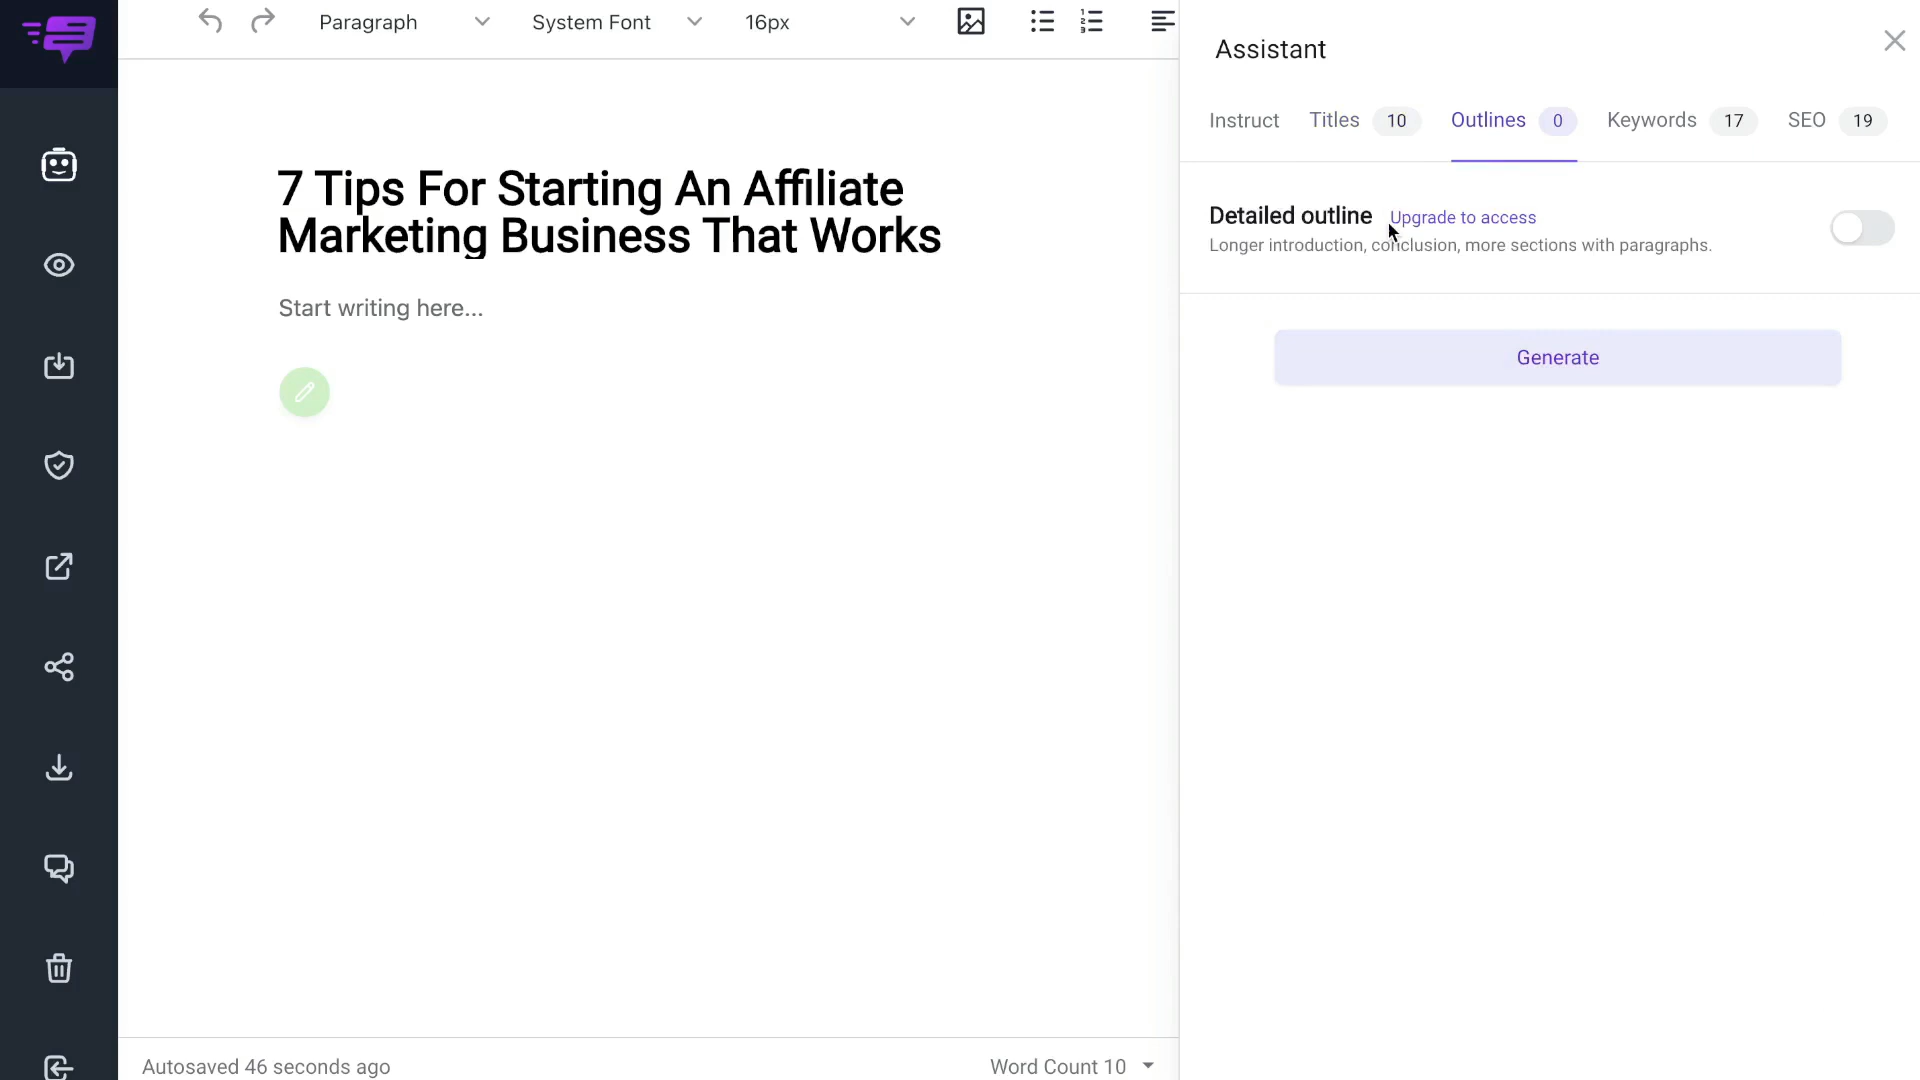 Paragraph
System Font
16px
Assistant
Instruct
Titles 10
Outlines 0
Keywords 17
SEO 19
7 Tips For Starting An Affiliate
Marketing Business That Works
Start writing here...
Detailed outline Upgrade to access
Longer introduction, conclusion, more sections with paragraphs.
Generate
Autosaved 46 seconds ago
Word Count 10